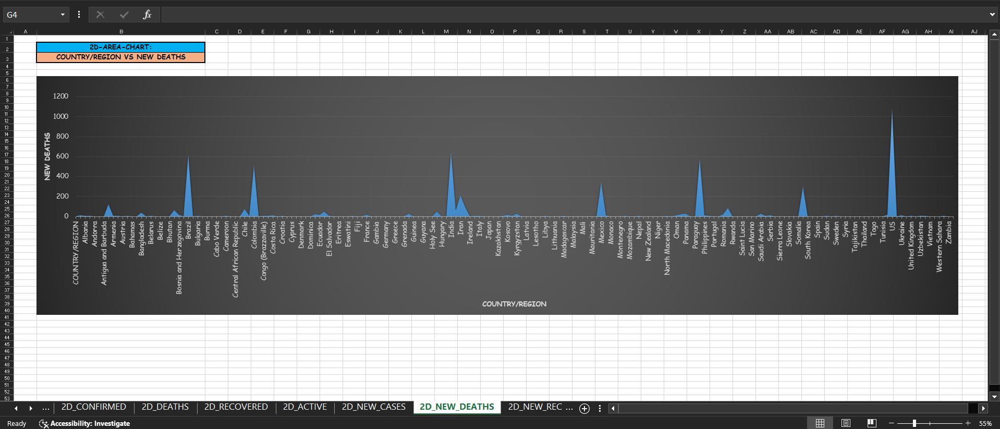 G4
fx
A B C D E F G H I J K L M N O P Q R S T U V W X Y Z AA AB AC AD AE AF AG AH AI AJ
1
2
3
4
5
6
7
8
9
10
11
12
13
14
15
16
17
18
19
20
21
22
23
24
25
26
27
28
29
30
31
32
33
34
35
36
37
38
39
40
41
42
43
44
45
46
47
48
49
50
51
52
53
2D-AREA-CHART:
COUNTRY/REGION VS NEW DEATHS
NEW DEATHS
1200
1000
800
600
400
200
0
COUNTRY/REGION
Albania
Andorra
Antigua and Barbuda
Armenia
Austria
Bahamas
Bangladesh
Belarus
Belize
Bhutan
Bosnia and Herzegovina
Brazil
Bulgaria
Burma
Cabo Verde
Cameroon
Central African Republic
Chile
Colombia
Congo (Brazzaville)
Costa Rica
Croatia
Cyprus
Denmark
Dominica
Ecuador
El Salvador
Eritrea
Eswatini
Fiji
France
Gambia
Germany
Greece
Grenada
Guinea
Guyana
Holy See
Hungary
India
Iran
Ireland
Italy
Japan
Kazakhstan
Kosovo
Kyrgyzstan
Latvia
Lesotho
Libya
Lithuania
Madagascar
Malaysia
Mali
Mauritania
Mexico
Monaco
Montenegro
Mozambique
Nepal
New Zealand
Niger
North Macedonia
Oman
Panama
Paraguay
Philippines
Portugal
Romania
Rwanda
Saint Lucia
San Marino
Saudi Arabia
Serbia
Sierra Leone
Slovakia
Somalia
South Korea
Spain
Sudan
Sweden
Syria
Tajikistan
Thailand
Togo
Tunisia
US
Ukraine
United Kingdom
Uzbekistan
Vietnam
Western Sahara
Zambia
COUNTRY/REGION
... 2D_CONFIRMED 2D_DEATHS 2D_RECOVERED 2D_ACTIVE 2D_NEW_CASES 2D_NEW_DEATHS 2D_NEW_REC ...
Ready Accessibility: Investigate 55%